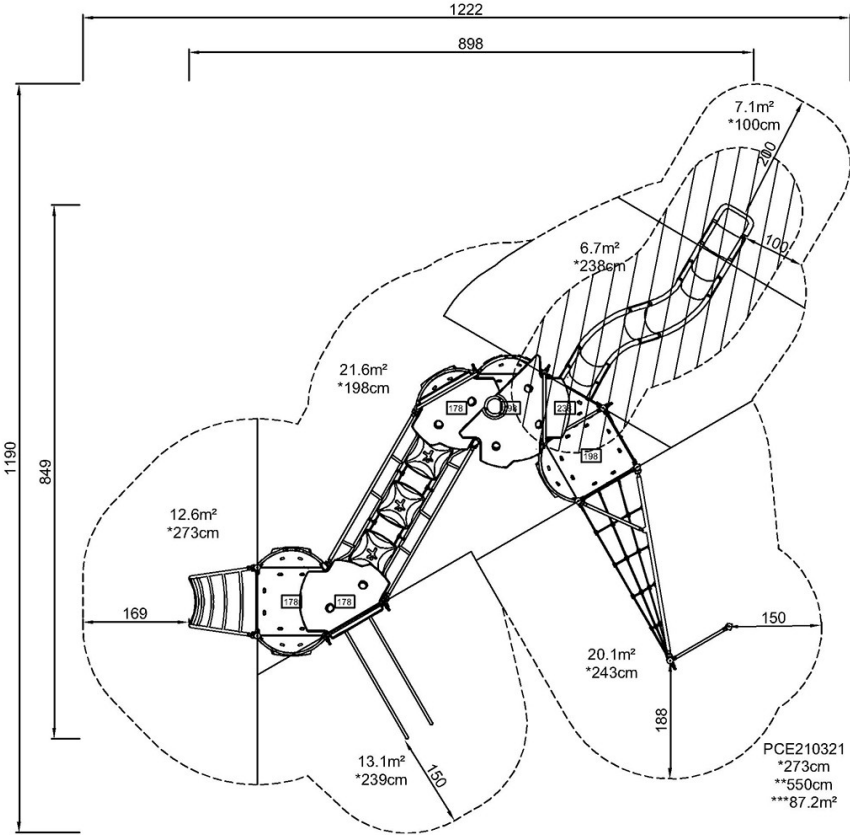 1222
898
7.1m²
*100cm
200
6.7m²
*238cm
100
21.6m²
*198cm
178
198
238
198
1190
849
12.6m²
*273cm
178
178
169
150
20.1m²
*243cm
188
13.1m²
*239cm
150
PCE210321
*273cm
**550cm
***87.2m²